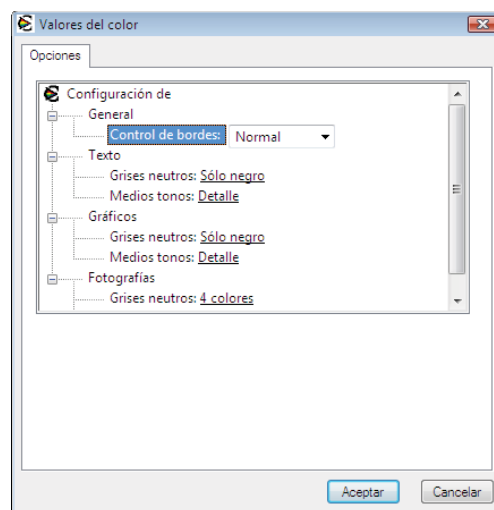 Valores del color
Opciones
Configuración de
General
Control de bordes: Normal
Texto
Grises neutros: Sólo negro
Medios tonos: Detalle
Gráficos
Grises neutros: Sólo negro
Medios tonos: Detalle
Fotografías
Grises neutros: 4 colores
Aceptar Cancelar